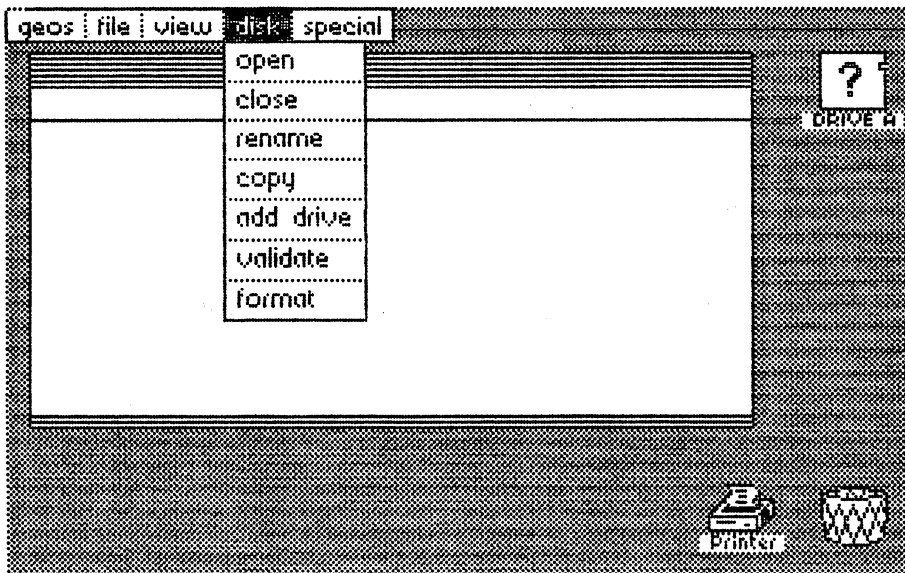 geos file view disk special
open
close
rename
copy
add drive
validate
format
?
DRIVE A
Printer